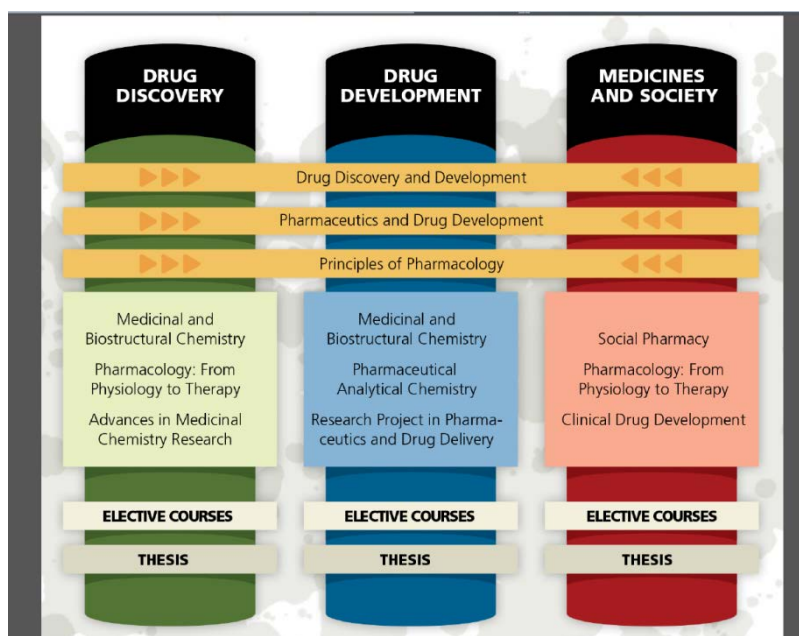 DRUG
DISCOVERY
DRUG
DEVELOPMENT
MEDICINES
AND SOCIETY
Drug Discovery and Development
Pharmaceutics and Drug Development
Principles of Pharmacology
Medicinal and
Biostructural Chemistry
Pharmacology: From
Physiology to Therapy
Advances in Medicinal
Chemistry Research
Medicinal and
Biostructural Chemistry
Pharmaceutical
Analytical Chemistry
Research Project in Pharma-
ceutics and Drug Delivery
Social Pharmacy
Pharmacology: From
Physiology to Therapy
Clinical Drug Development
ELECTIVE COURSES
ELECTIVE COURSES
ELECTIVE COURSES
THESIS
THESIS
THESIS